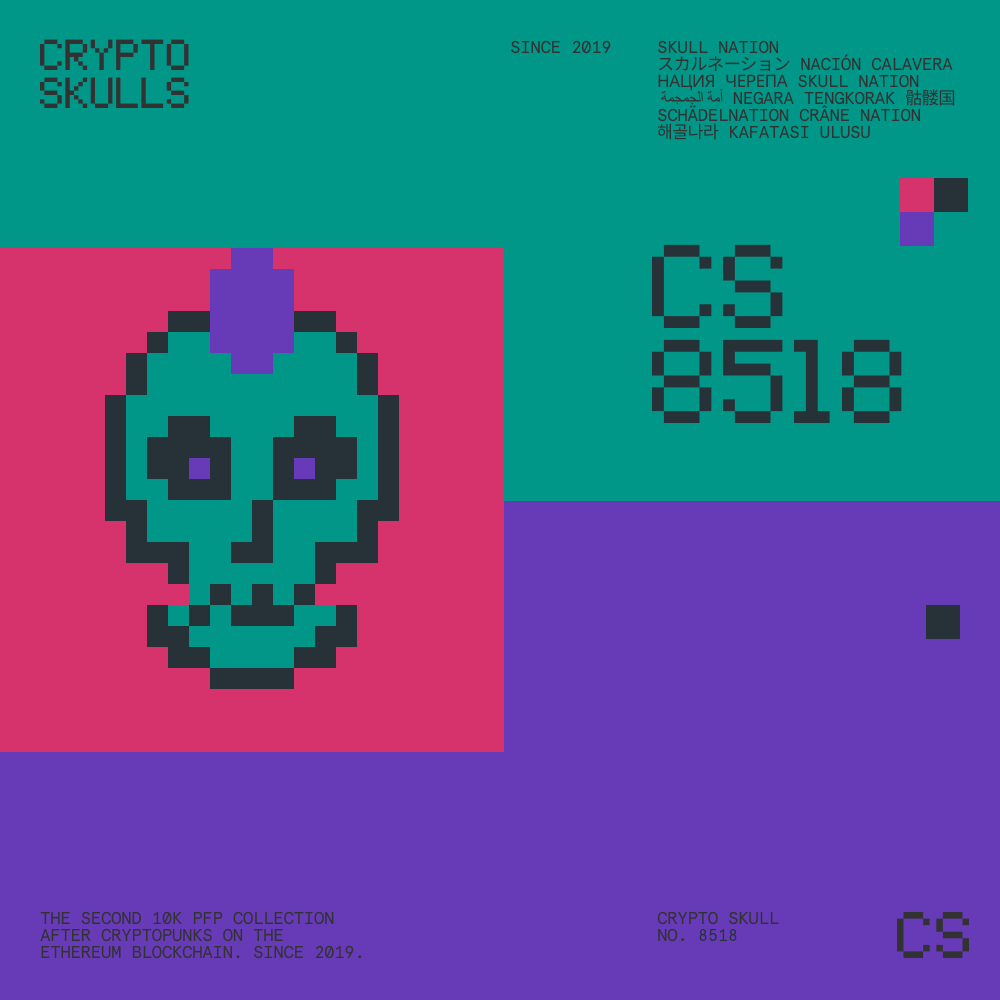 CRYPTO
SKULLS
SINCE 2019
SKULL NATION
スカルネーション NACIÓN CALAVERA
НАЦИЯ ЧЕРЕПА SKULL NATION
أمة الجمجمة NEGARA TENGKORAK 骷髅国
SCHÄDELNATION CRÂNE NATION
해골나라 KAFATASI ULUSU
CS
8518
THE SECOND 10K PFP COLLECTION
AFTER CRYPTOPUNKS ON THE
ETHEREUM BLOCKCHAIN. SINCE 2019.
CRYPTO SKULL
NO. 8518
CS